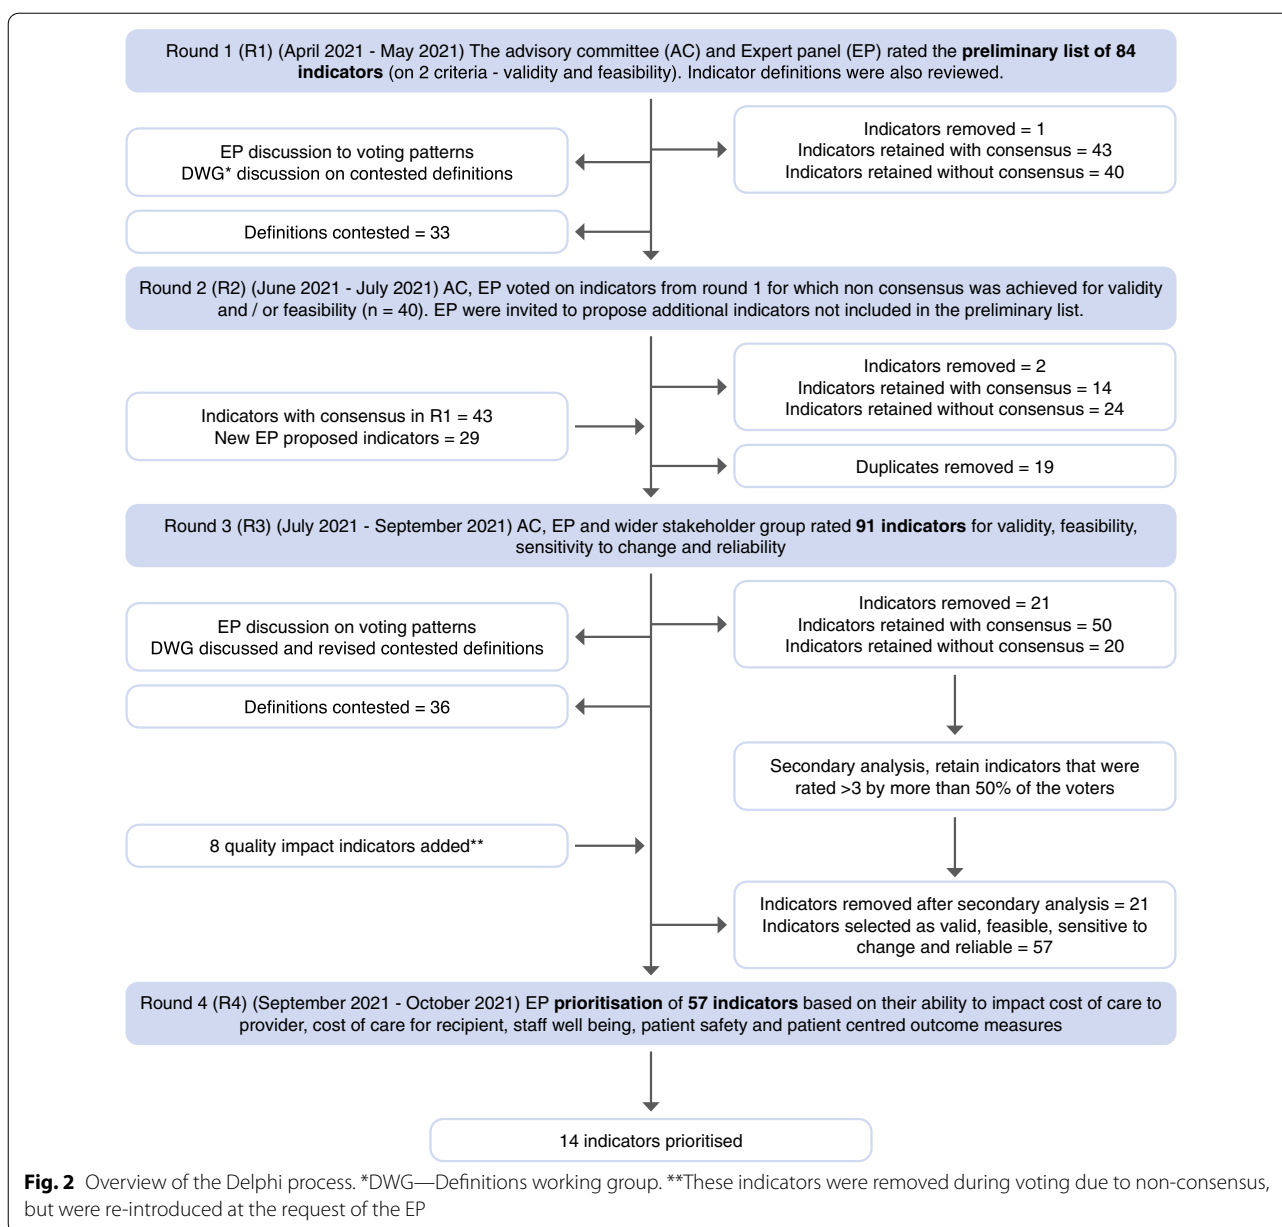 Round 1 (R1) (April 2021 - May 2021) The advisory committee (AC) and Expert panel (EP) rated the preliminary list of 84
indicators (on 2 criteria - validity and feasibility). Indicator definitions were also reviewed.
EP discussion to voting patterns
DWG* discussion on contested definitions
Indicators removed = 1
Indicators retained with consensus = 43
Indicators retained without consensus = 40
Definitions contested = 33
Round 2 (R2) (June 2021 - July 2021) AC, EP voted on indicators from round 1 for which non consensus was achieved for validity
and / or feasibility (n = 40). EP were invited to propose additional indicators not included in the preliminary list.
Indicators removed = 2
Indicators retained with consensus = 14
Indicators retained without consensus = 24
Indicators with consensus in R1 = 43
New EP proposed indicators = 29
Duplicates removed = 19
Round 3 (R3) (July 2021 - September 2021) AC, EP and wider stakeholder group rated 91 indicators for validity, feasibility,
sensitivity to change and reliability
EP discussion on voting patterns
DWG discussed and revised contested definitions
Indicators removed = 21
Indicators retained with consensus = 50
Indicators retained without consensus = 20
Definitions contested = 36
Secondary analysis, retain indicators that were
rated >3 by more than 50% of the voters
8 quality impact indicators added**
Indicators removed after secondary analysis = 21
Indicators selected as valid, feasible, sensitive to
change and reliable = 57
Round 4 (R4) (September 2021 - October 2021) EP prioritisation of 57 indicators based on their ability to impact cost of care to
provider, cost of care for recipient, staff well being, patient safety and patient centred outcome measures
14 indicators prioritised
Fig. 2 Overview of the Delphi process. *DWG—Definitions working group. **These indicators were removed during voting due to non-consensus,
but were re-introduced at the request of the EP